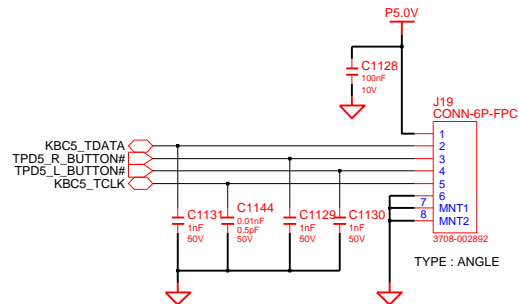 P5.0V
C1128
100nF
10V
J19
CONN-6P-FPC
1
KBC5_TDATA
2
TPD5_R_BUTTON#
3
TPD5_L_BUTTON#
4
KBC5_TCLK
5
6
7
MNT1
8
MNT2
C1131
1nF
50V
C1144
0.01nF
0.5pF
50V
C1129
1nF
50V
C1130
1nF
50V
3708-002892
TYPE : ANGLE